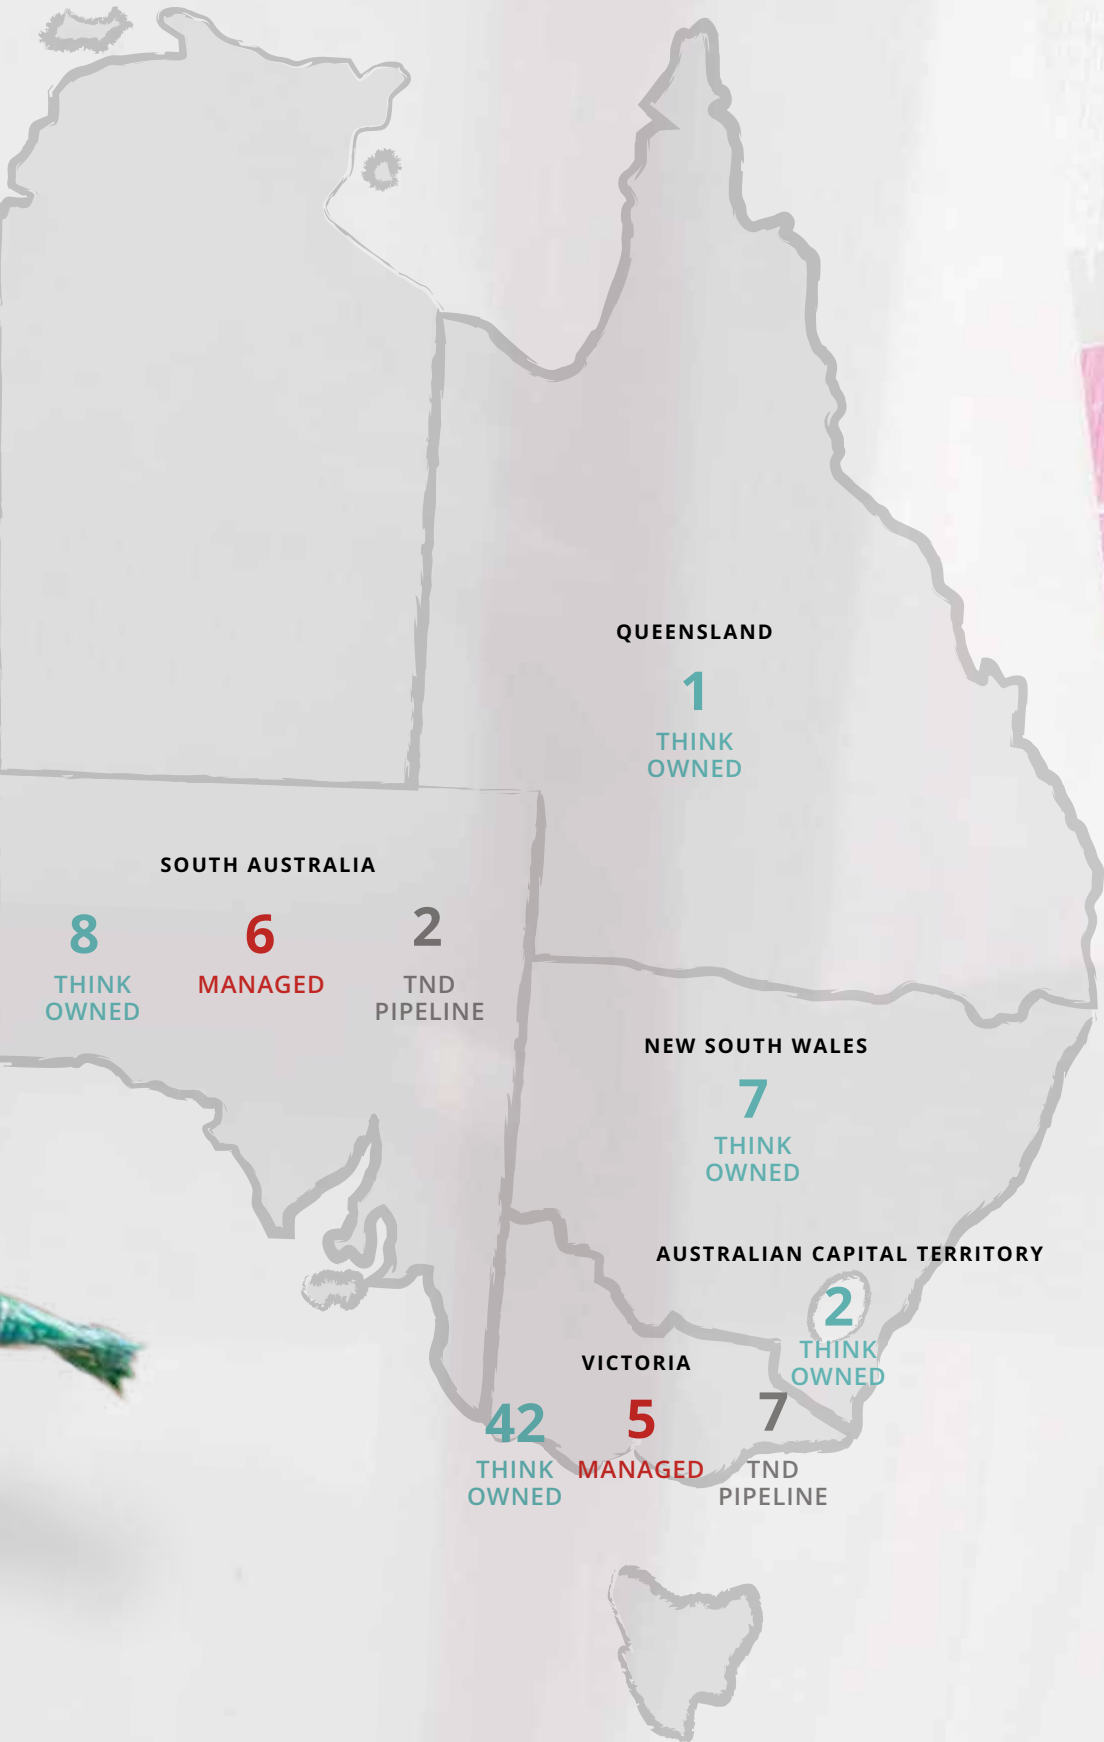 QUEENSLAND
1
THINK
OWNED
SOUTH AUSTRALIA
8
THINK
OWNED
6
MANAGED
2
TND
PIPELINE
NEW SOUTH WALES
7
THINK
OWNED
AUSTRALIAN CAPITAL TERRITORY
2
THINK
OWNED
VICTORIA
42
THINK
OWNED
5
MANAGED
7
TND
PIPELINE